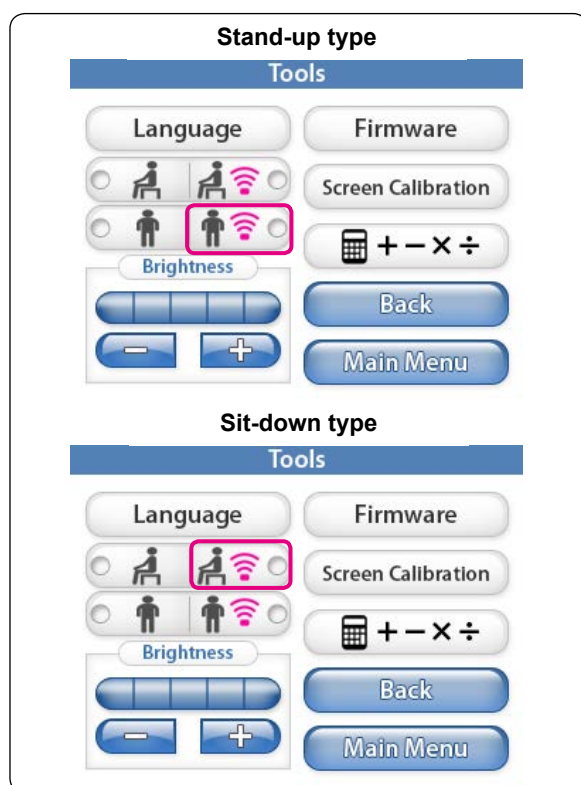 Stand-up type
Tools
Language
Firmware
Screen Calibration
+ − × ÷
Brightness
Back
− +
Main Menu
Sit-down type
Tools
Language
Firmware
Screen Calibration
+ − × ÷
Brightness
Back
− +
Main Menu